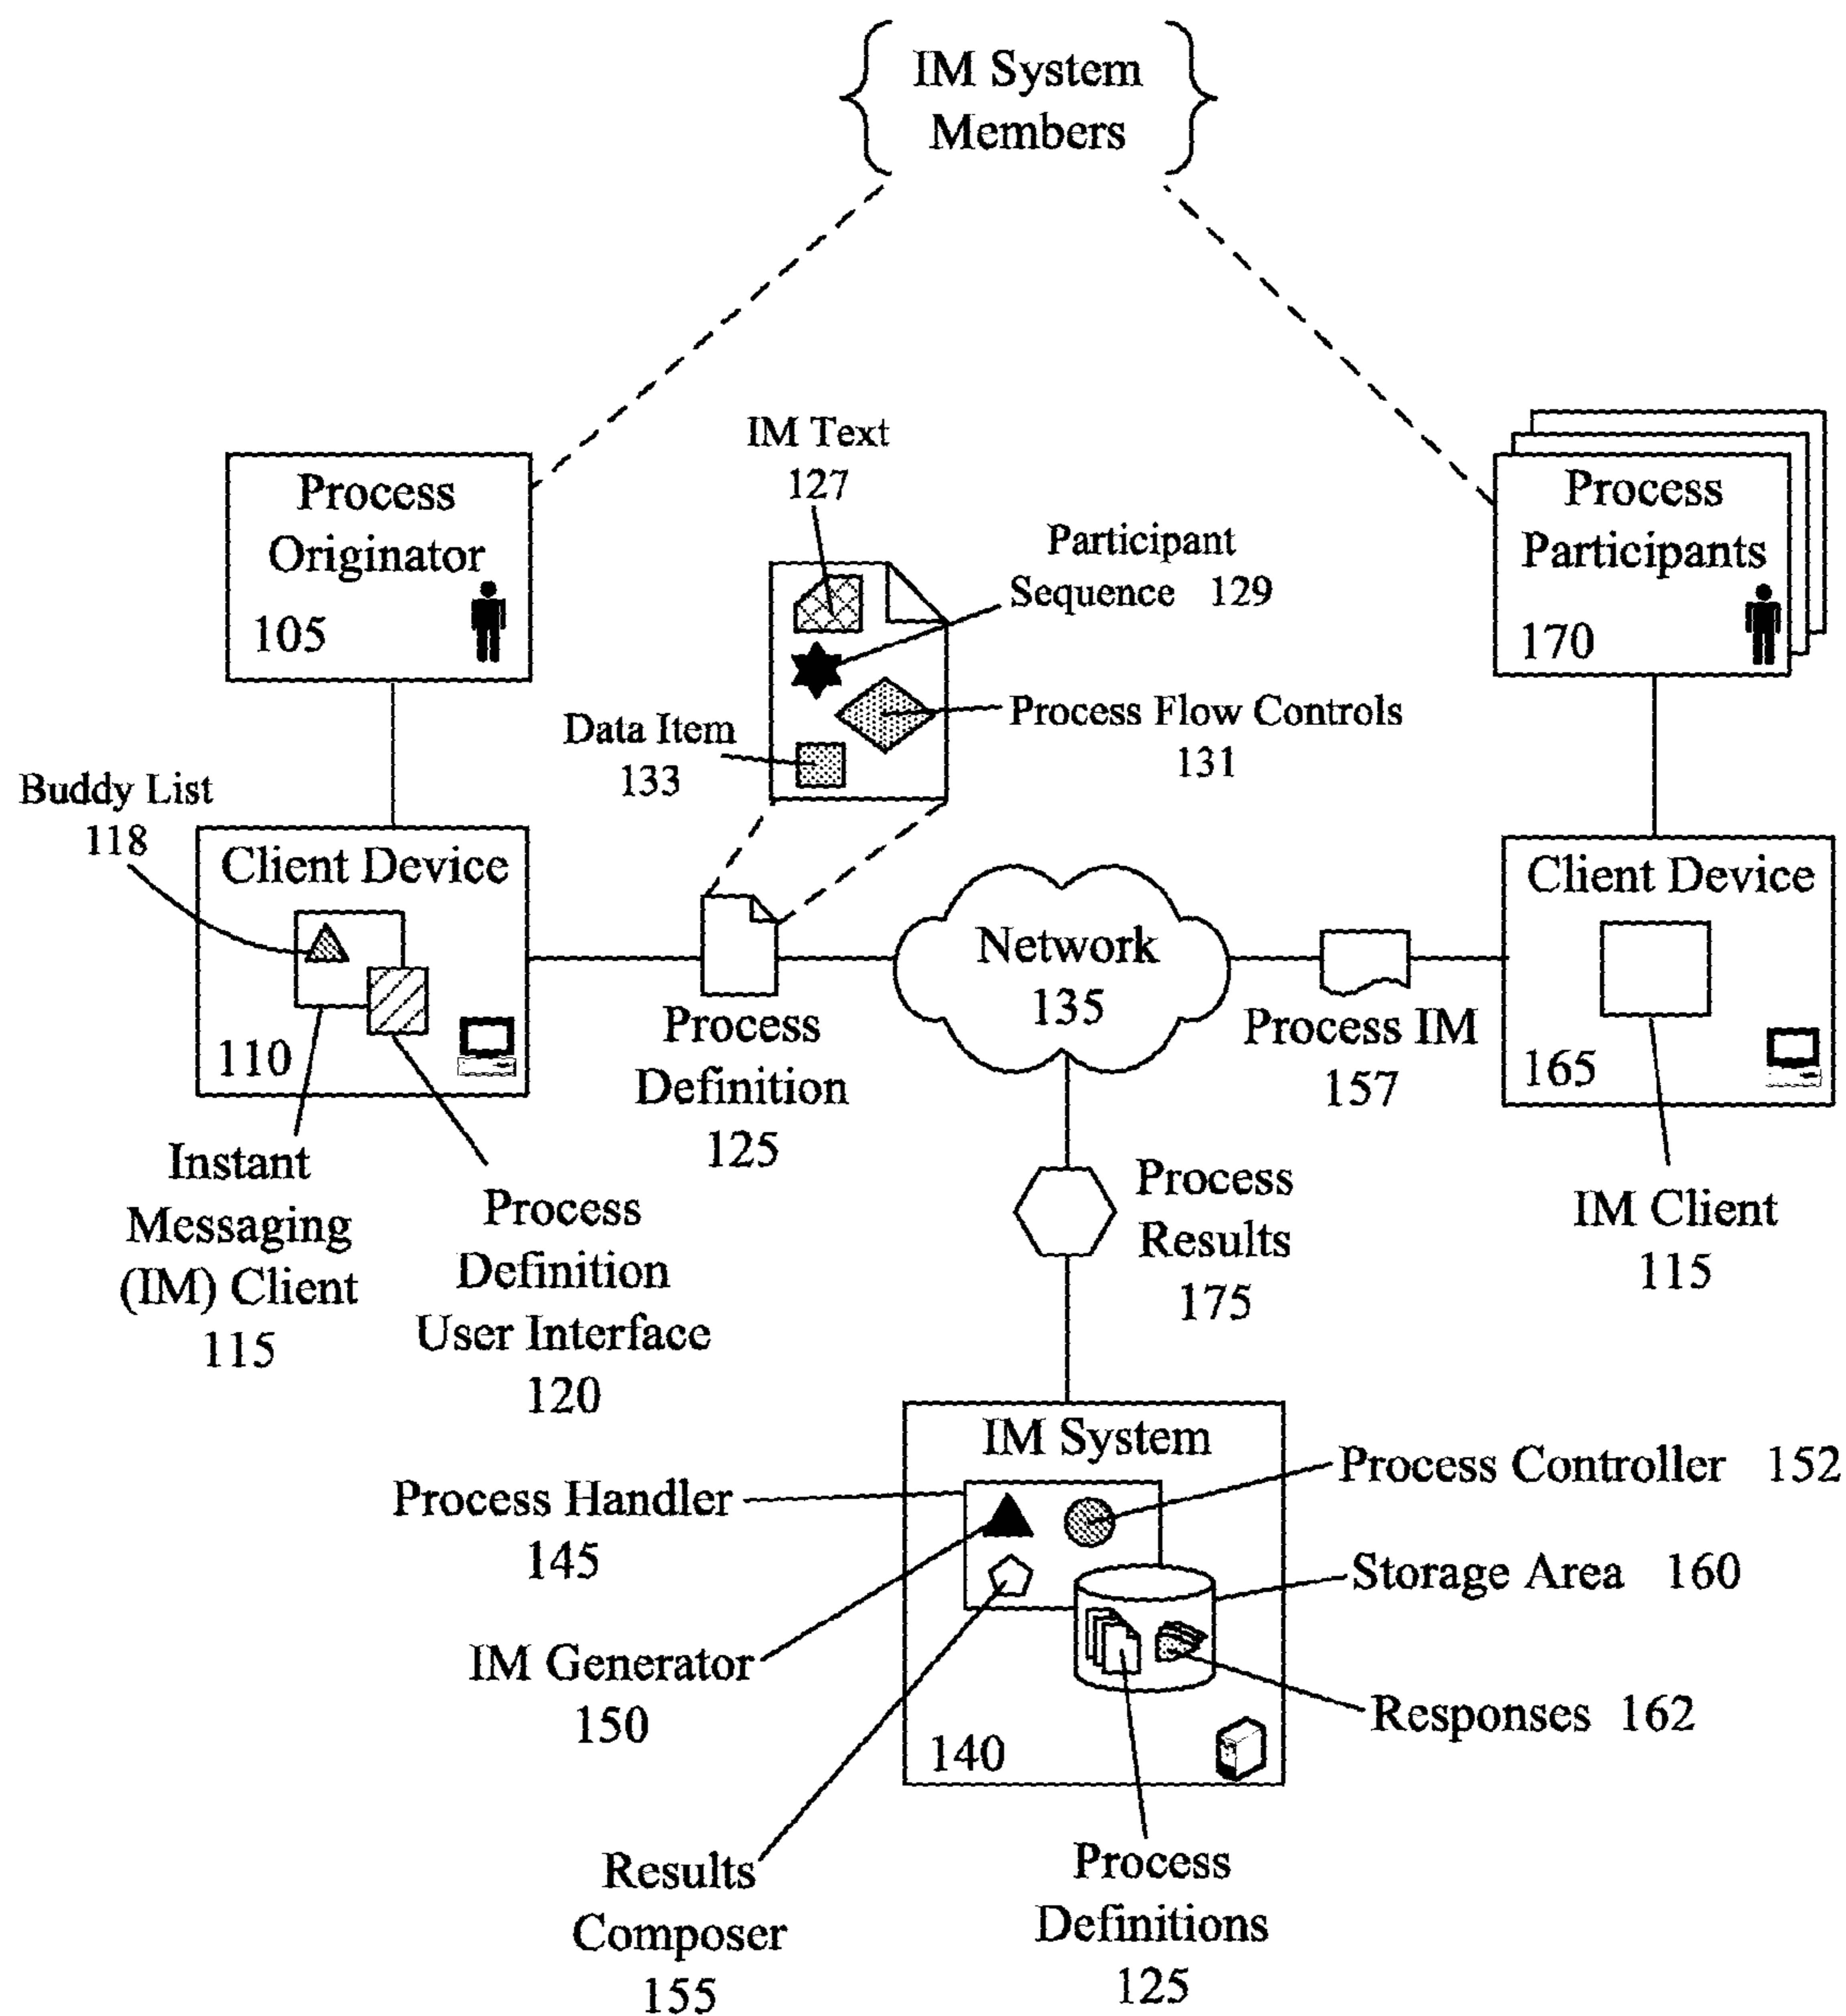 IM System
Members
Process
Originator
105
IM Text
127
Participant
Sequence 129
Process Flow Controls
131
Data Item
133
Process
Participants
170
Buddy List
118
Client Device
110
Instant
Messaging
(IM) Client
115
Process
Definition
User Interface
120
Process
Definition
125
Network
135
Process IM
157
Client Device
165
IM Client
115
Process
Results
175
IM System
140
Process Handler
145
Process Controller 152
Storage Area 160
IM Generator
150
Responses 162
Results
Composer
155
Process
Definitions
125